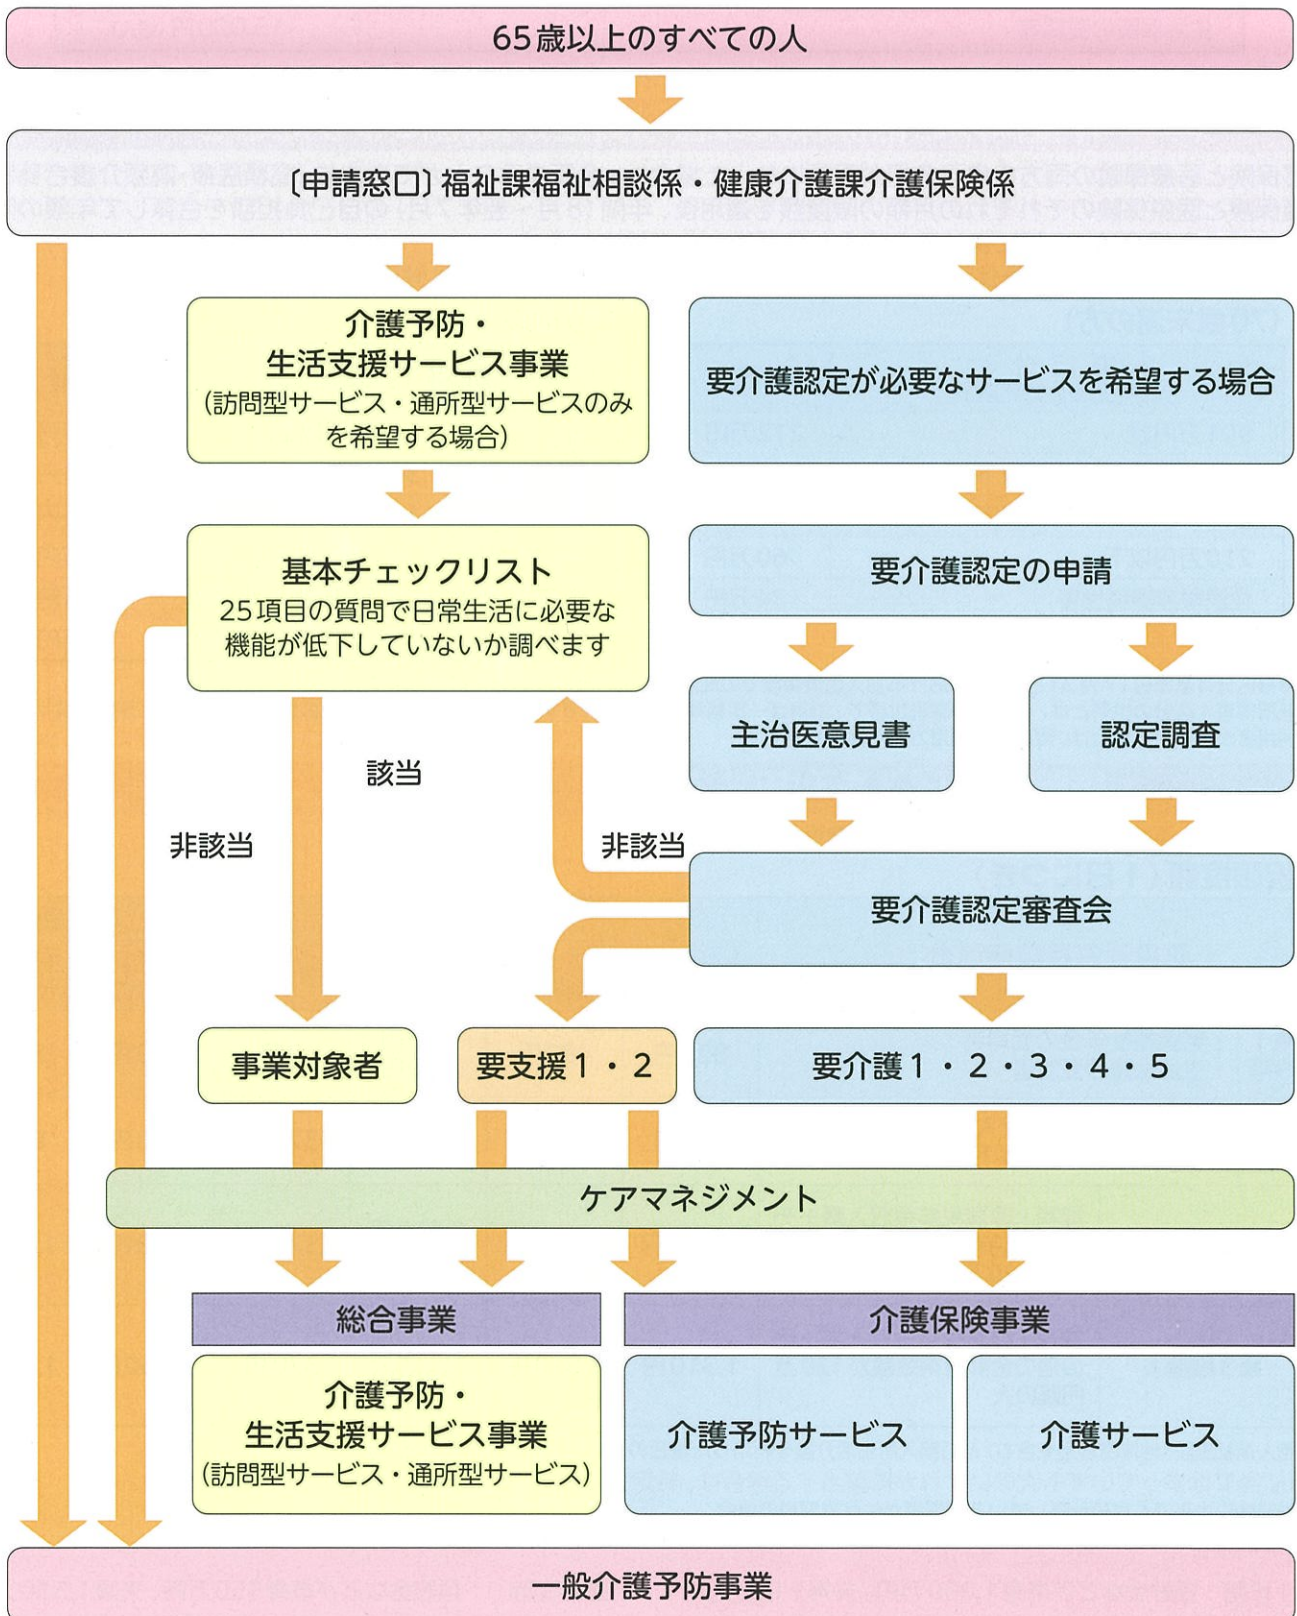 65歳以上のすべての人
〔申請窓口〕福祉課福祉相談係・健康介護課介護保険係
介護予防・
生活支援サービス事業
（訪問型サービス・通所型サービスのみ
を希望する場合）
要介護認定が必要なサービスを希望する場合
基本チェックリスト
25項目の質問で日常生活に必要な
機能が低下していないか調べます
要介護認定の申請
主治医意見書
認定調査
該当
非該当
非該当
要介護認定審査会
事業対象者
要支援1・2
要介護1・2・3・4・5
ケアマネジメント
総合事業
介護保険事業
介護予防・
生活支援サービス事業
（訪問型サービス・通所型サービス）
介護予防サービス
介護サービス
一般介護予防事業